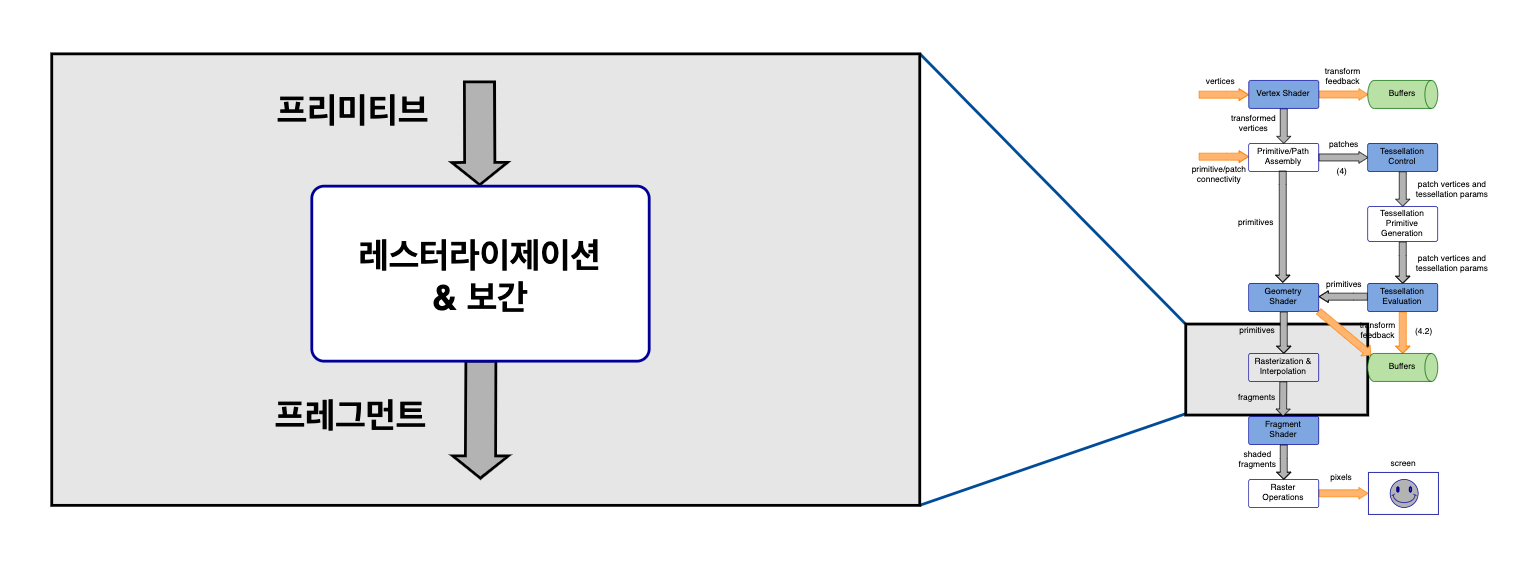 프리미티브
레스터라이제이션
& 보간
프레그먼트
vertices
Vertex Shader
transform
feedback
Buffers
transformed
vertices
primitive/patch
connectivity
Primitive/Path
Assembly
patches
(4)
Tessellation
Control
patch vertices and
tessellation params
Tessellation
Primitive
Generation
primitives
patch vertices and
tessellation params
Geometry
Shader
primitives
Tessellation
Evaluation
primitives
transform
feedback
(4.2)
Rasterization &
Interpolation
Buffers
fragments
Fragment
Shader
shaded
fragments
Raster
Operations
pixels
screen